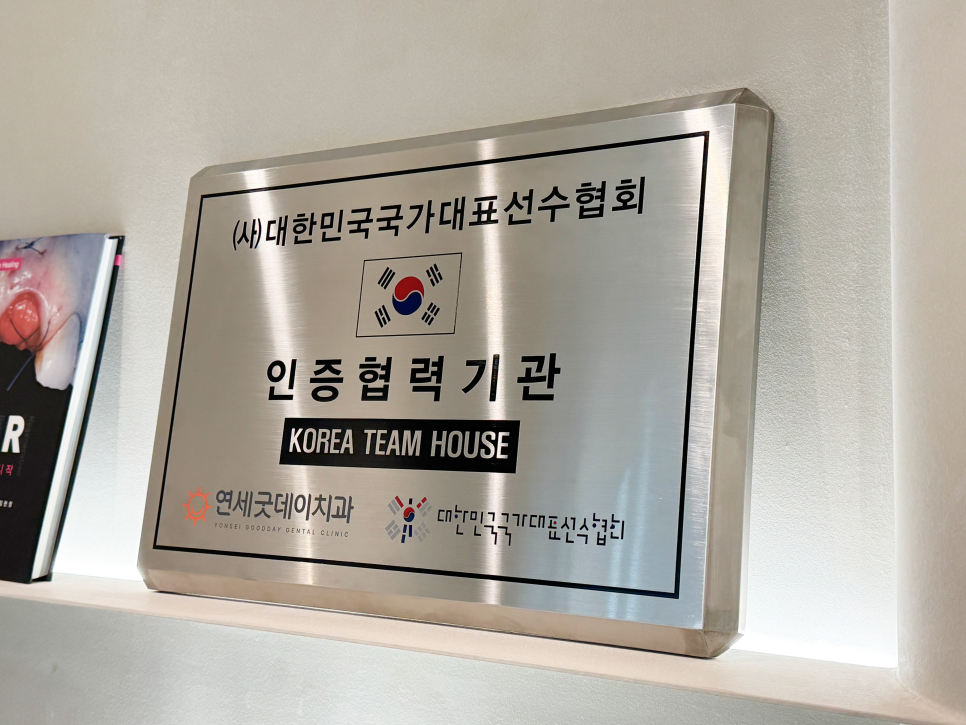 (사)대한민국국가대표선수협회
인증협력기관
KOREA TEAM HOUSE
연세굿데이치과
YONSEI GOODDAY DENTAL CLINIC
대한민국국가대표선수협회
R